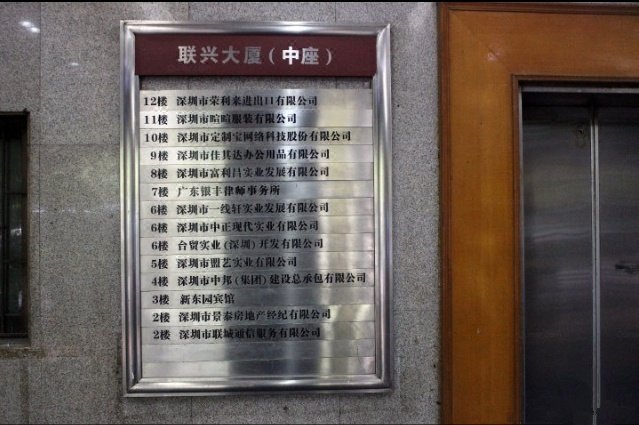 联兴大厦(中座)
12楼 深圳市荣利来进出口有限公司
11楼 深圳市暄暄服装有限公司
10楼 深圳市定制宝网络科技股份有限公司
9楼 深圳市佳其达办公用品有限公司
8楼 深圳市富利昌实业发展有限公司
7楼 广东银丰律师事务所
6楼 深圳市一线轩实业发展有限公司
6楼 深圳市中正现代实业有限公司
6楼 台贸实业(深圳)开发有限公司
5楼 深圳市盟艺实业有限公司
4楼 深圳市中邦(集团)建设总承包有限公司
3楼 新东园宾馆
2楼 深圳市景泰房地产经纪有限公司
2楼 深圳市联城通信服务有限公司